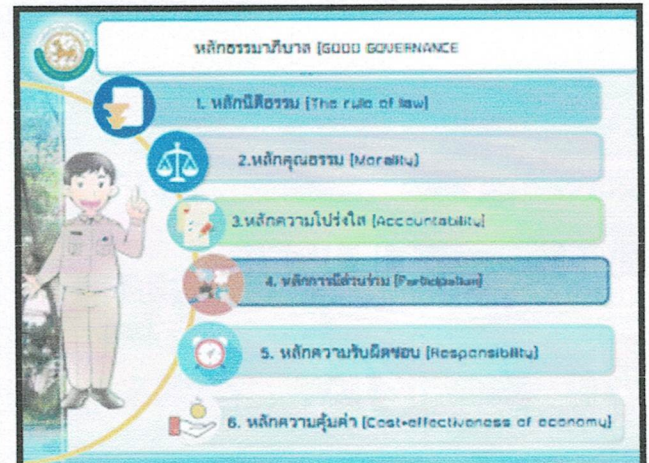 หลักธรรมาภิบาล [GOOD GOVERNANCE
1. หลักนิติธรรม [The rule of law]
2.หลักคุณธรรม [Morality]
3.หลักความโปร่งใส [Accountability]
4. หลักการมีส่วนร่วม [Participation]
5. หลักความรับผิดชอบ [Responsibility]
6. หลักความคุ้มค่า [Cost-effectiveness of economy]